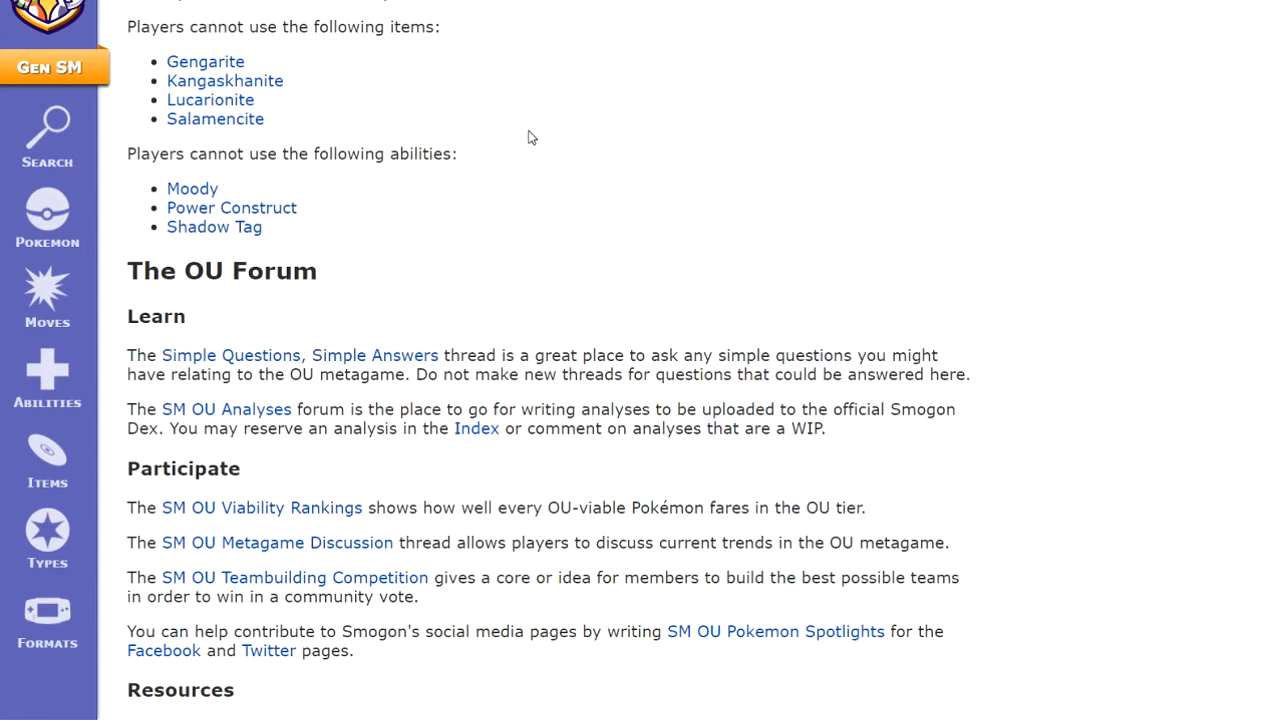 Players cannot use the following items:
Gengarite
Kangaskhanite
Lucarionite
Salamencite
Players cannot use the following abilities:
Moody
Power Construct
Shadow Tag
The OU Forum
Learn
The Simple Questions, Simple Answers thread is a great place to ask any simple questions you might
have relating to the OU metagame. Do not make new threads for questions that could be answered here.
The SM OU Analyses forum is the place to go for writing analyses to be uploaded to the official Smogon
Dex. You may reserve an analysis in the Index or comment on analyses that are a WIP.
Participate
The SM OU Viability Rankings shows how well every OU-viable Pokémon fares in the OU tier.
The SM OU Metagame Discussion thread allows players to discuss current trends in the OU metagame.
The SM OU Teambuilding Competition gives a core or idea for members to build the best possible teams
in order to win in a community vote.
You can help contribute to Smogon's social media pages by writing SM OU Pokemon Spotlights for the
Facebook and Twitter pages.
Resources
Gen SM
Search
Pokemon
Moves
Abilities
Items
Types
Formats